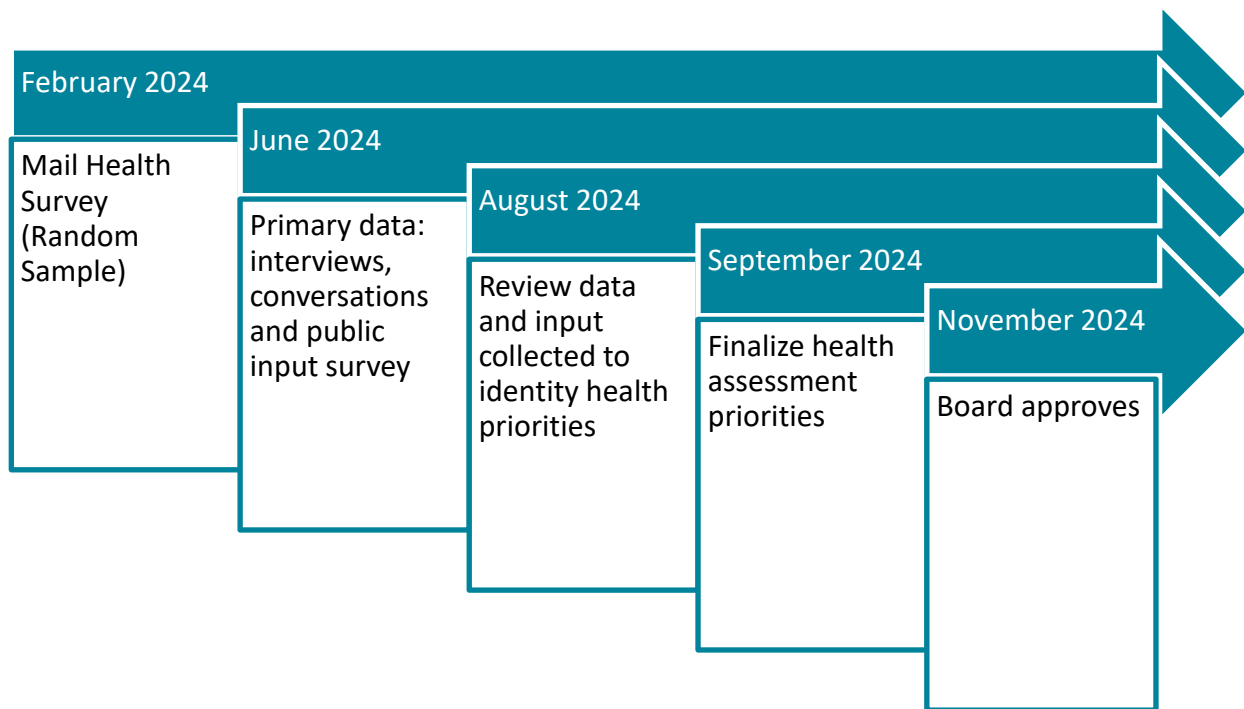 February 2024
Mail Health
Survey
(Random
Sample)
June 2024
Primary data:
interviews,
conversations
and public
input survey
August 2024
Review data
and input
collected to
identity health
priorities
September 2024
Finalize health
assessment
priorities
November 2024
Board approves